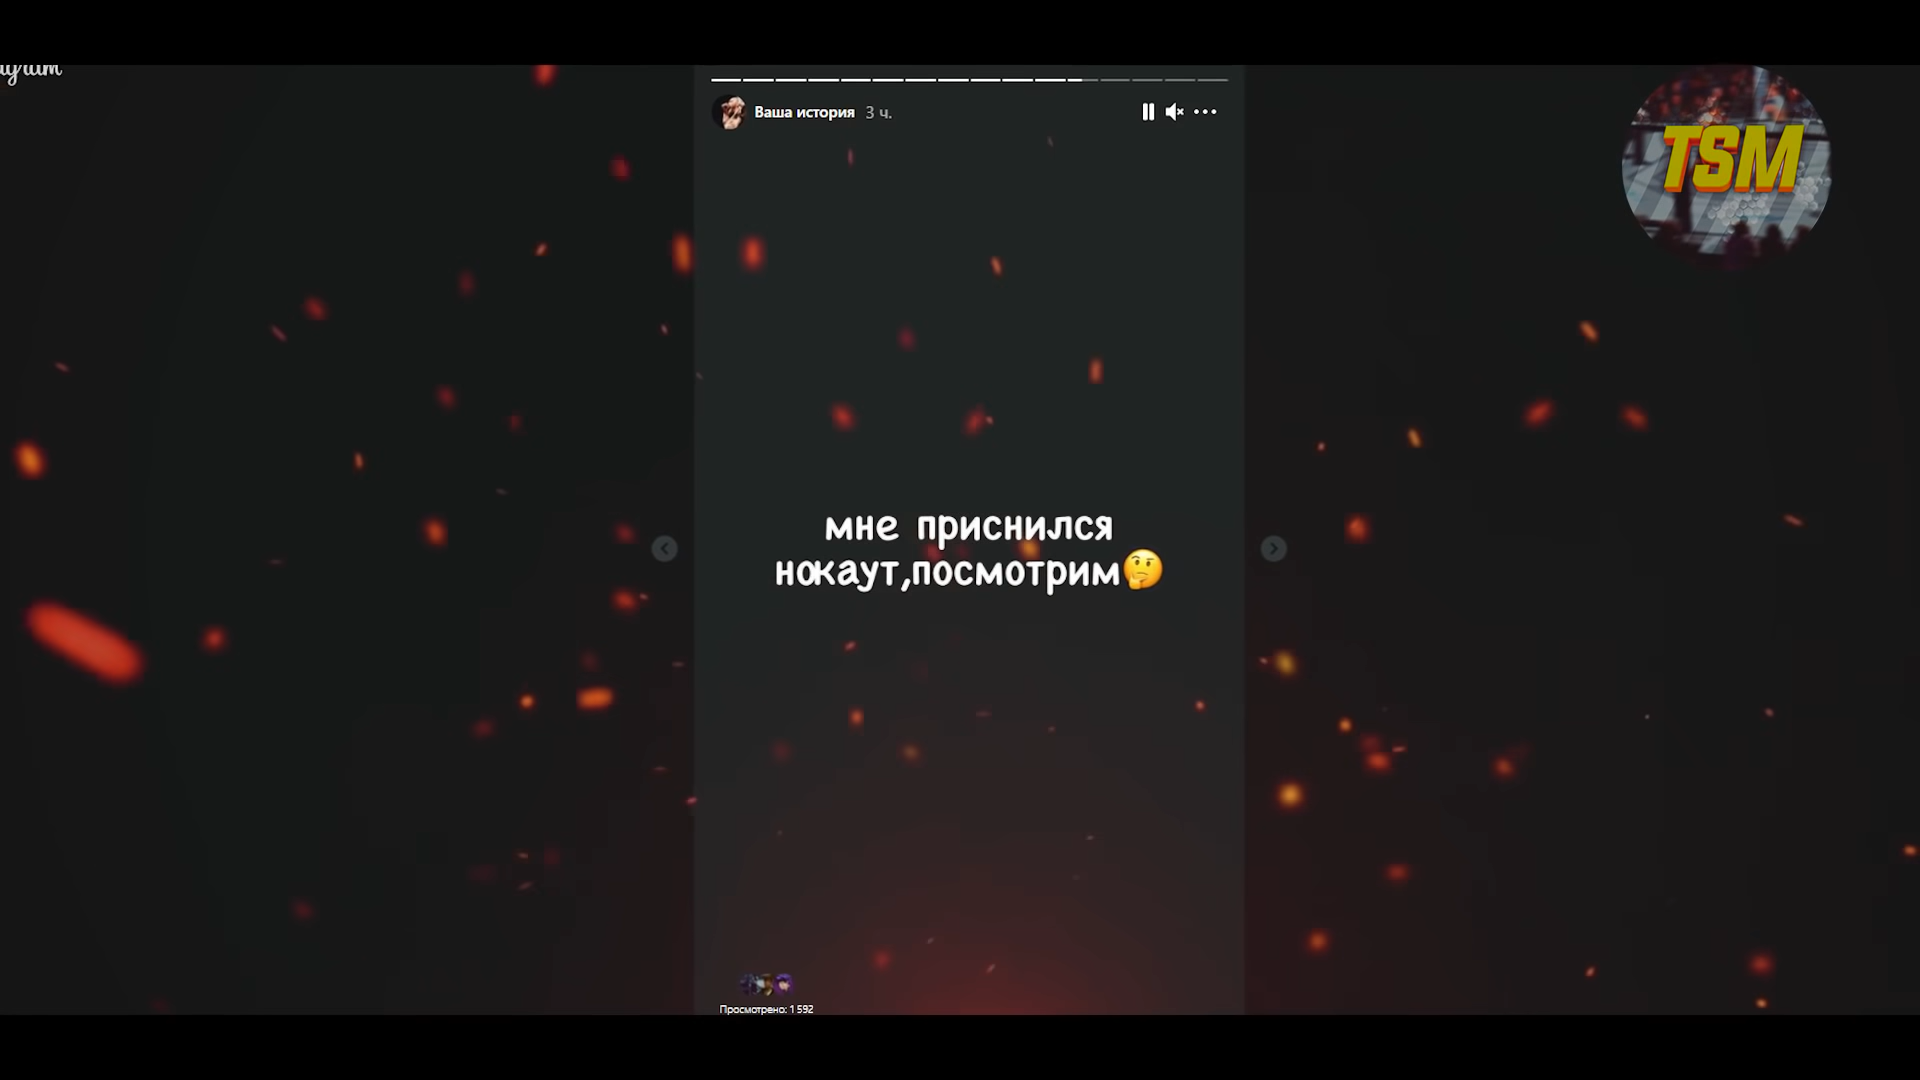 Ваша история 3 ч.
TSM
мне приснился
нокаут,посмотрим🤔
Просмотрено: 1 592